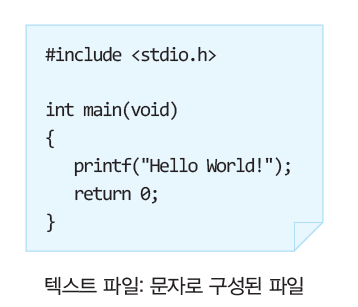 #include <stdio.h>
int main(void)
{
printf("Hello World!");
return 0;
}
텍스트 파일: 문자로 구성된 파일